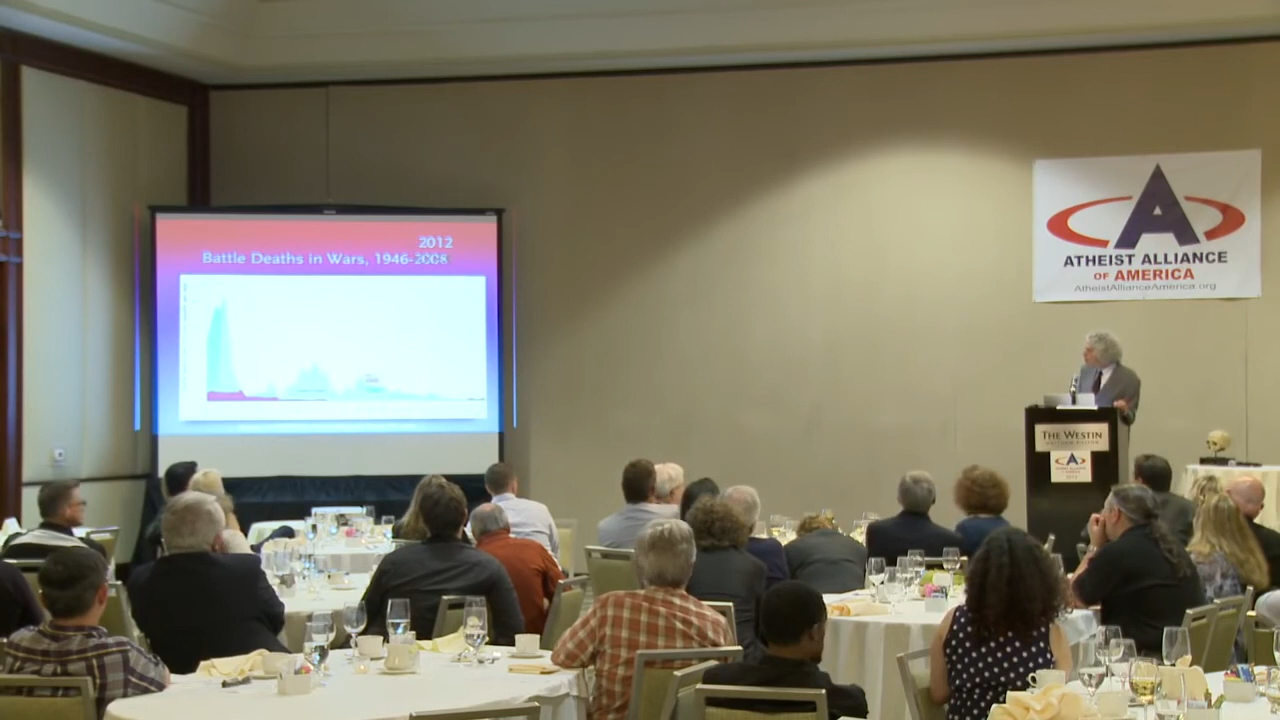 2012
Battle Deaths in Wars, 1946-2008
A
ATHEIST ALLIANCE
OF AMERICA
AtheistAllianceAmerica.org
THE WESTIN
A